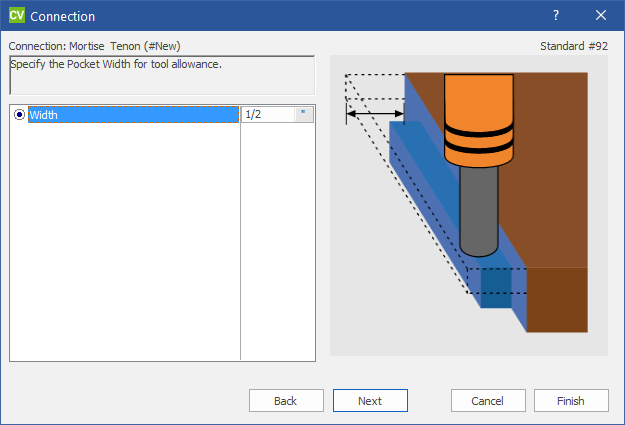 CV Connection ?
Connection: Mortise Tenon (#New) Standard #92
Specify the Pocket Width for tool allowance.
Width 1/2 "
Back Next Cancel Finish